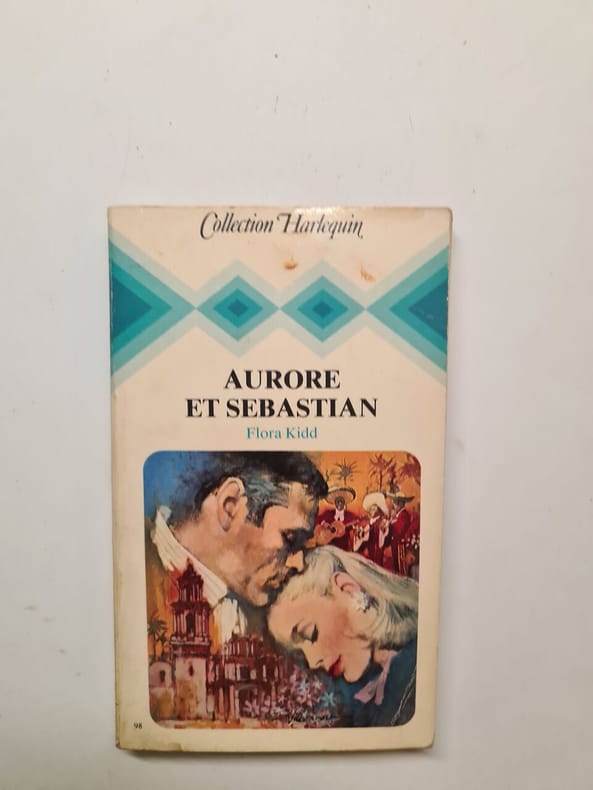 Collection Harlequin
AURORE
ET SEBASTIAN
Flora Kidd
98